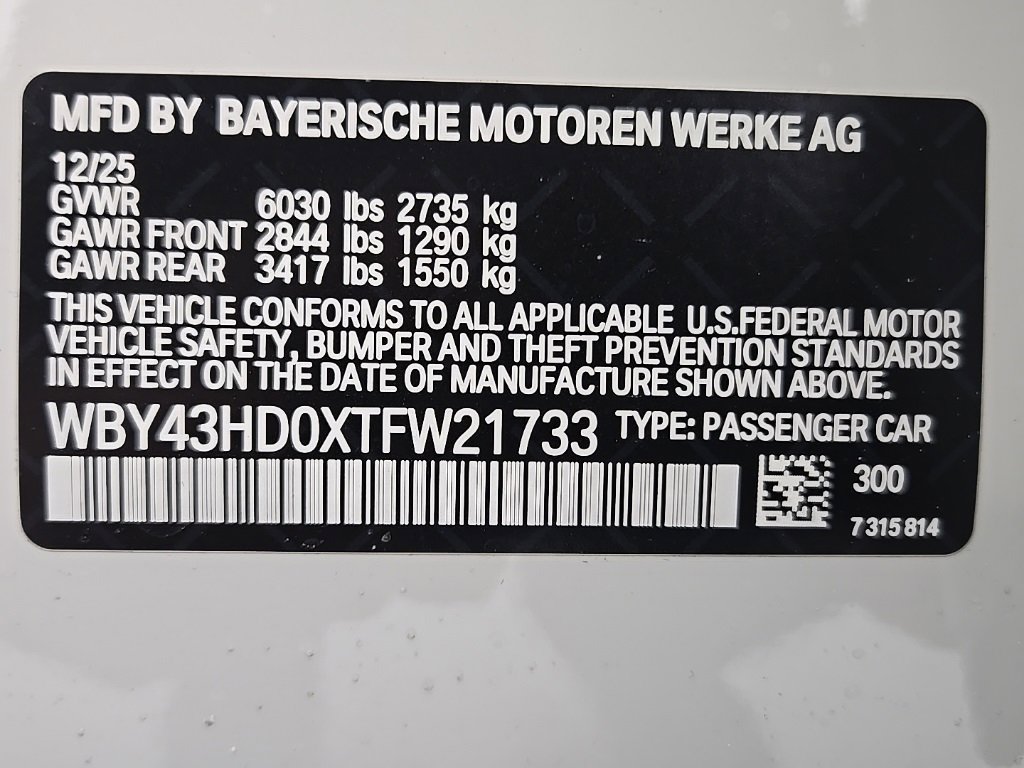 MFD BY BAYERISCHE MOTOREN WERKE AG
12/25
GVWR 6030 lbs 2735 kg
GAWR FRONT 2844 lbs 1290 kg
GAWR REAR 3417 lbs 1550 kg
THIS VEHICLE CONFORMS TO ALL APPLICABLE U.S.FEDERAL MOTOR
VEHICLE SAFETY, BUMPER AND THEFT PREVENTION STANDARDS
IN EFFECT ON THE DATE OF MANUFACTURE SHOWN ABOVE.
WBY43HD0XTFW21733 TYPE: PASSENGER CAR
300
7 315 814